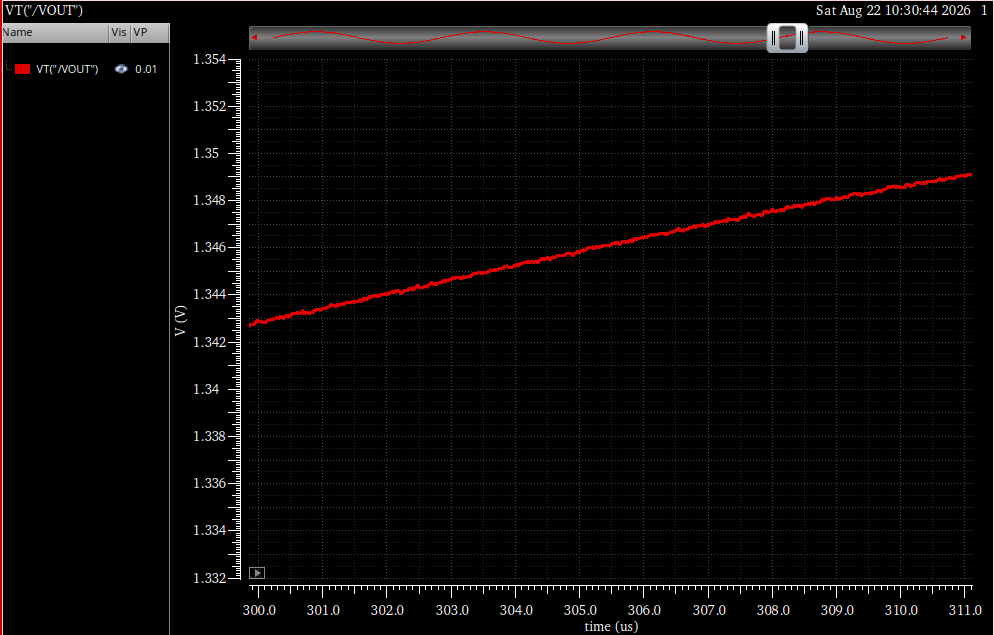 VT("/VOUT")
Sat Aug 22 10:30:44 2026 1
Name Vis VP
VT("/VOUT") 0.01
1.354
1.352
1.35
1.348
1.346
1.344
1.342
1.34
1.338
1.336
1.334
1.332
V (V)
300.0 301.0 302.0 303.0 304.0 305.0 306.0 307.0 308.0 309.0 310.0 311.0
time (us)